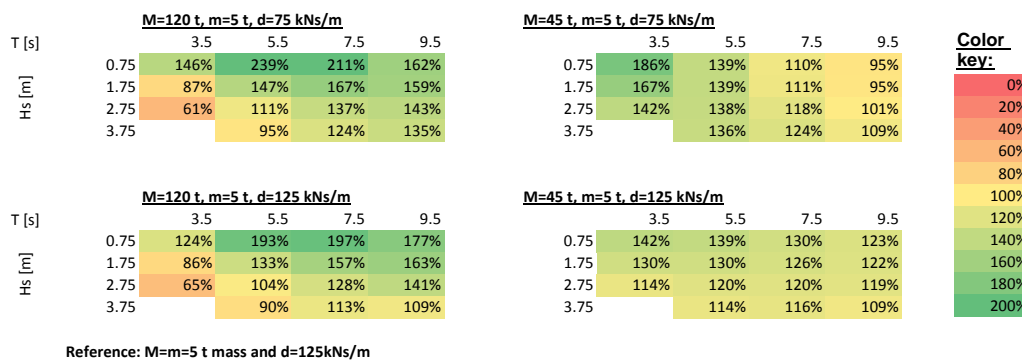 M=120 t, m=5 t, d=75 kNs/m
T [s] 3.5 5.5 7.5 9.5
Hs [m]
0.75 146% 239% 211% 162%
1.75 87% 147% 167% 159%
2.75 61% 111% 137% 143%
3.75 95% 124% 135%
M=45 t, m=5 t, d=75 kNs/m
3.5 5.5 7.5 9.5
0.75 186% 139% 110% 95%
1.75 167% 139% 111% 95%
2.75 142% 138% 118% 101%
3.75 136% 124% 109%
Color
key:
0%
20%
40%
60%
80%
100%
120%
140%
160%
180%
200%
M=120 t, m=5 t, d=125 kNs/m
T [s] 3.5 5.5 7.5 9.5
Hs [m]
0.75 124% 193% 197% 177%
1.75 86% 133% 157% 163%
2.75 65% 104% 128% 141%
3.75 90% 113% 109%
M=45 t, m=5 t, d=125 kNs/m
3.5 5.5 7.5 9.5
0.75 142% 139% 130% 123%
1.75 130% 130% 126% 122%
2.75 114% 120% 120% 119%
3.75 114% 116% 109%
Reference: M=m=5 t mass and d=125kNs/m